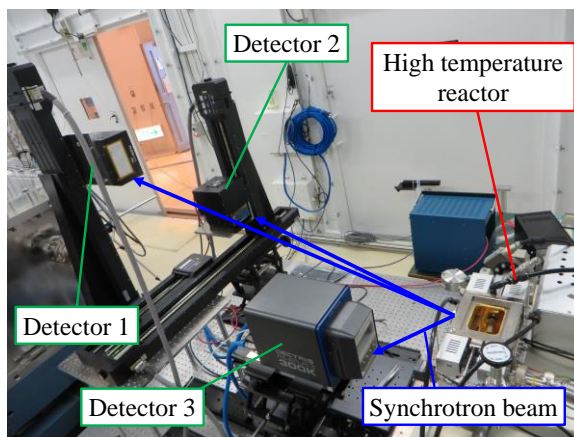 Detector 2
High temperature
reactor
Detector 1
300K
Detector 3
Synchrotron beam